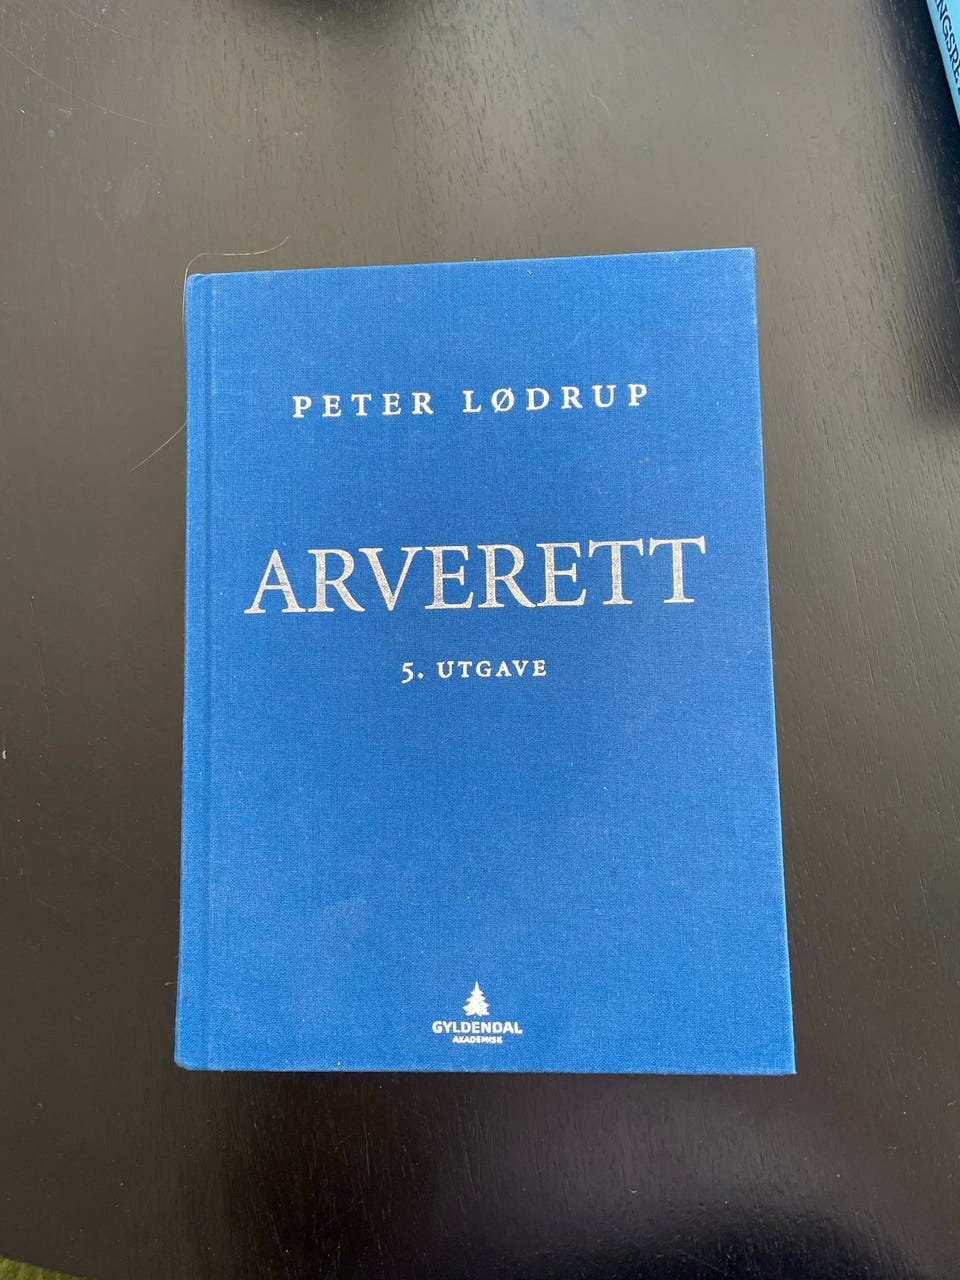 PETER LØDRUP
ARVERETT
5. UTGAVE
GYLDENDAL
AKADEMISK